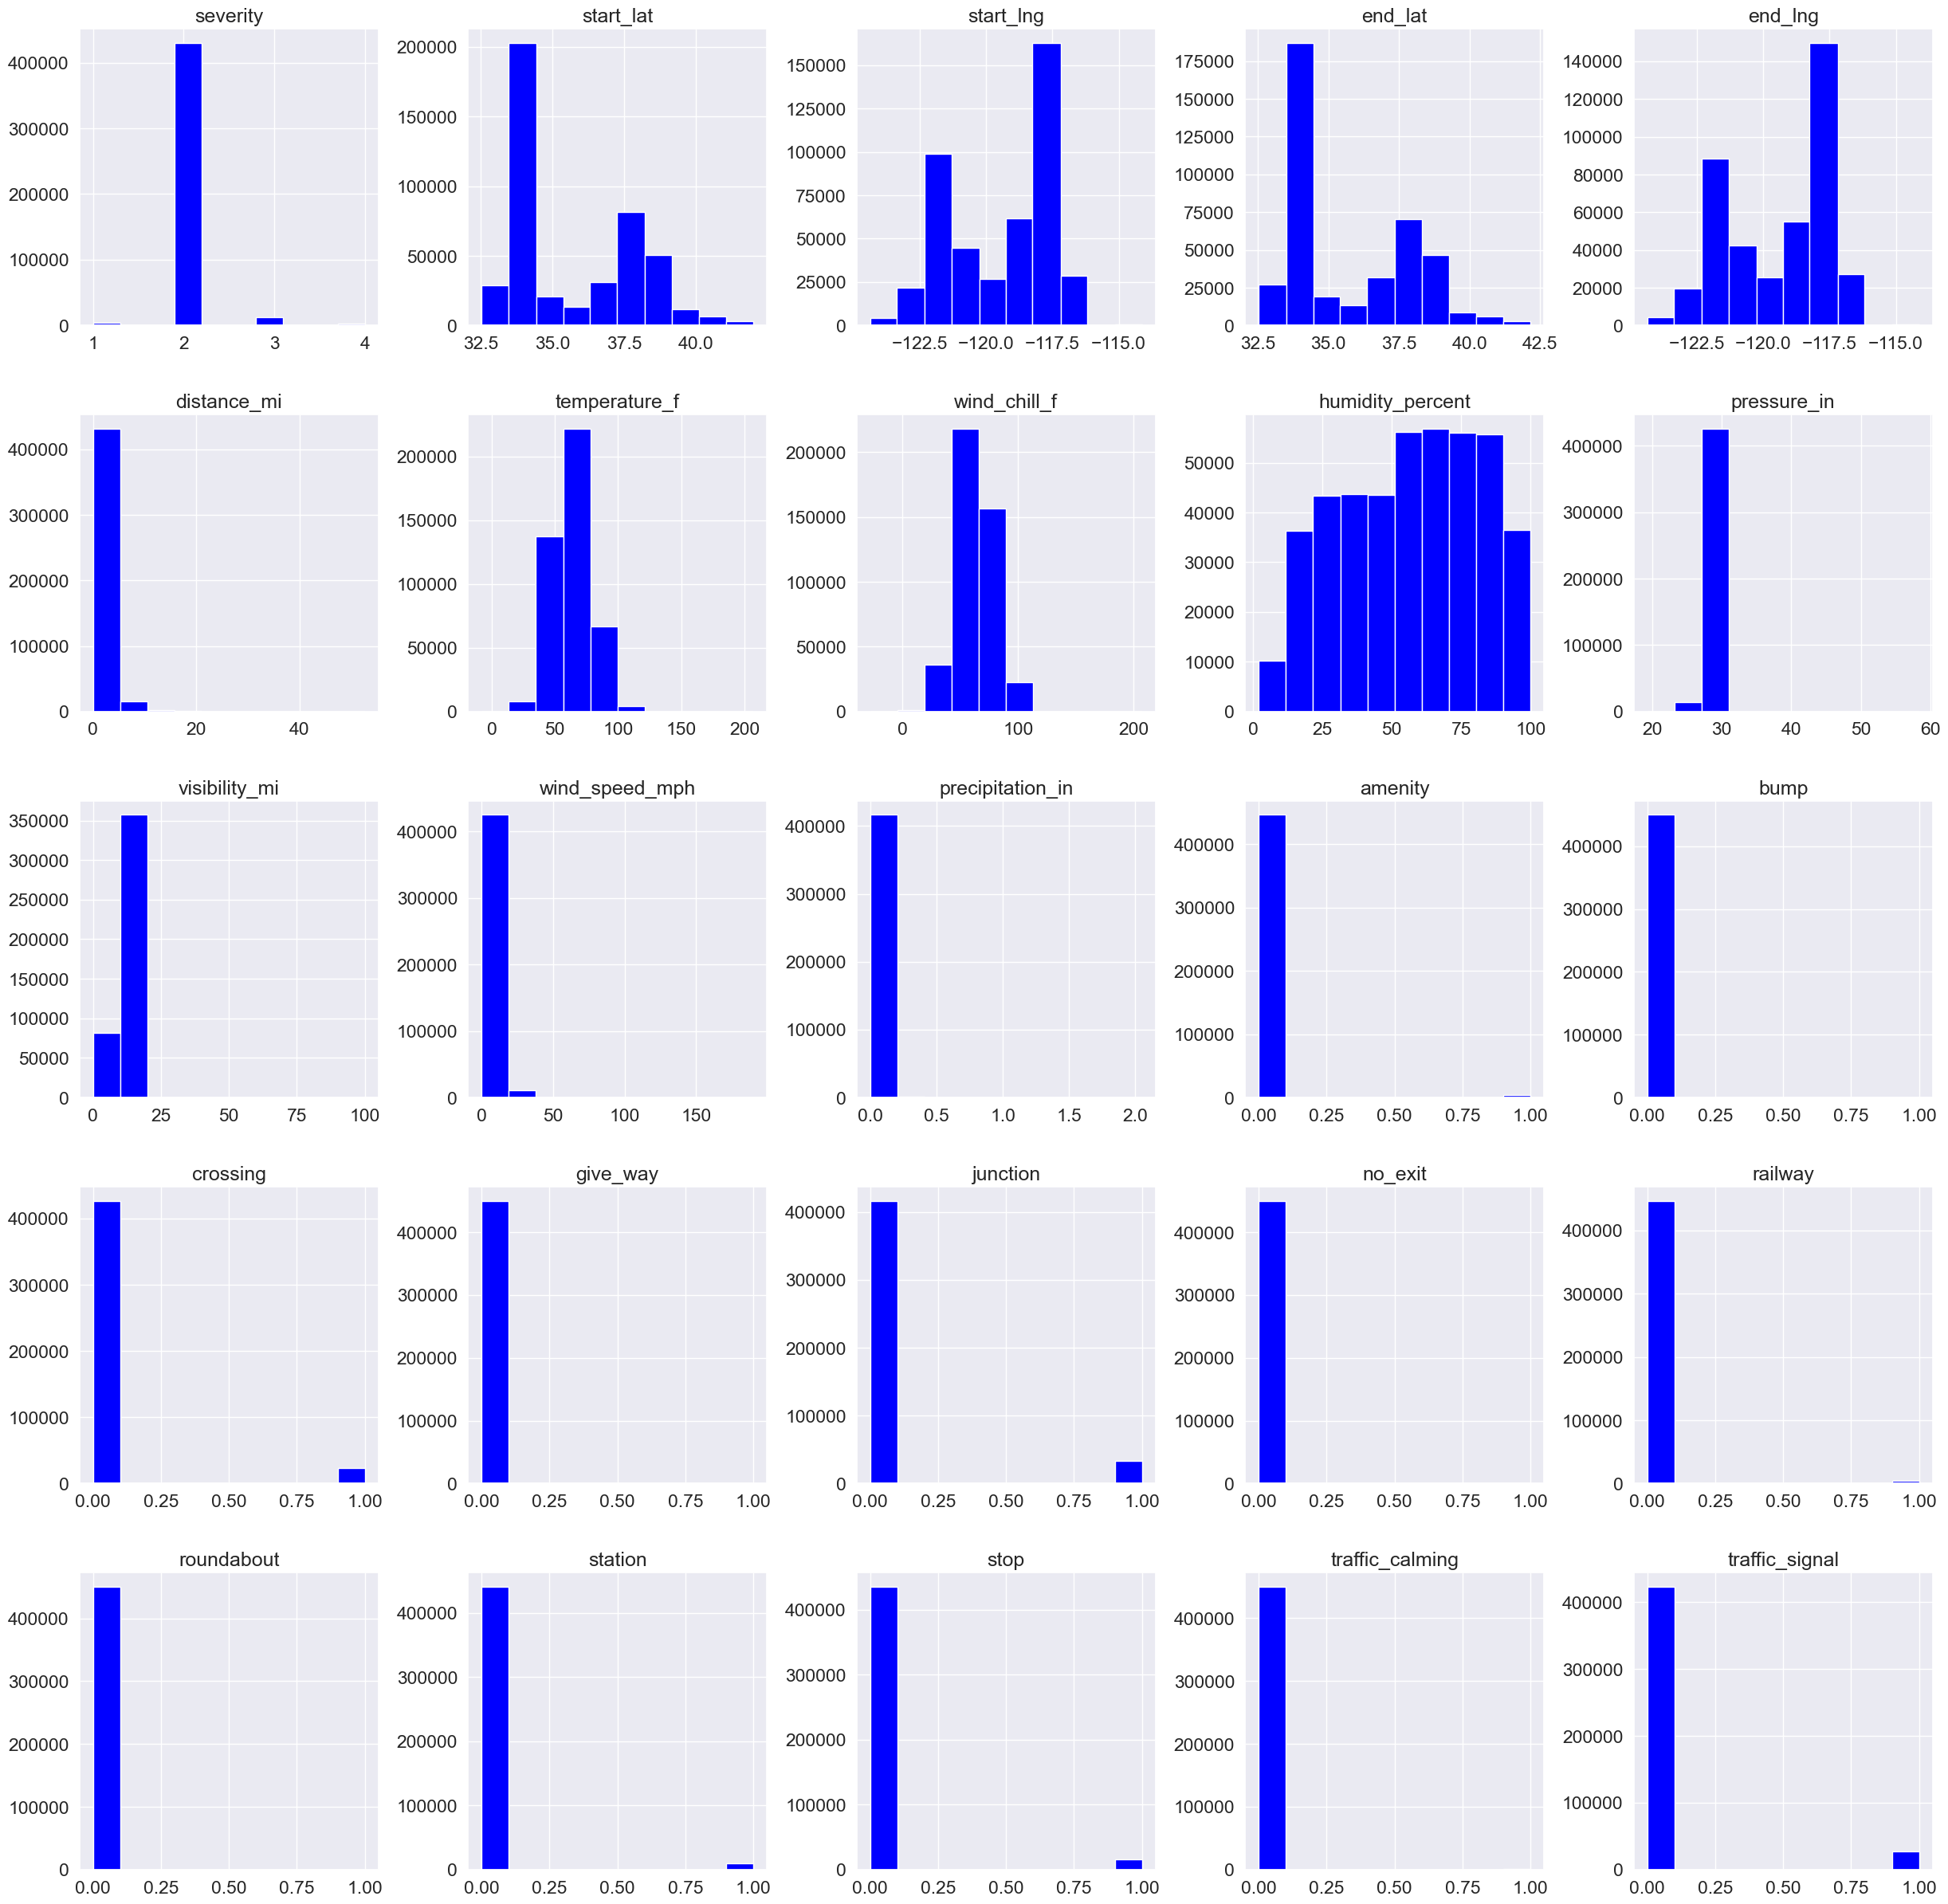 severity start_lat start_lng end_lat end_lng
400000 300000 200000 100000 0
1 2 3 4
200000 150000 100000 50000 0
32.5 35.0 37.5 40.0
150000 125000 100000 75000 50000 25000 0
−122.5 −120.0 −117.5 −115.0
175000 150000 125000 100000 75000 50000 25000 0
32.5 35.0 37.5 40.0 42.5
140000 120000 100000 80000 60000 40000 20000 0
−122.5 −120.0 −117.5 −115.0
distance_mi temperature_f wind_chill_f humidity_percent pressure_in
400000 300000 200000 100000 0
0 20 40
200000 150000 100000 50000 0
0 50 100 150 200
200000 150000 100000 50000 0
0 100 200
50000 40000 30000 20000 10000 0
0 25 50 75 100
400000 300000 200000 100000 0
20 30 40 50 60
visibility_mi wind_speed_mph precipitation_in amenity bump
350000 300000 250000 200000 150000 100000 50000 0
0 25 50 75 100
400000 300000 200000 100000 0
0 50 100 150
400000 300000 200000 100000 0
0.0 0.5 1.0 1.5 2.0
400000 300000 200000 100000 0
0.00 0.25 0.50 0.75 1.00
400000 300000 200000 100000 0
0.00 0.25 0.50 0.75 1.00
crossing give_way junction no_exit railway
400000 300000 200000 100000 0
0.00 0.25 0.50 0.75 1.00
400000 300000 200000 100000 0
0.00 0.25 0.50 0.75 1.00
400000 300000 200000 100000 0
0.00 0.25 0.50 0.75 1.00
400000 300000 200000 100000 0
0.00 0.25 0.50 0.75 1.00
400000 300000 200000 100000 0
0.00 0.25 0.50 0.75 1.00
roundabout station stop traffic_calming traffic_signal
400000 300000 200000 100000 0
0.00 0.25 0.50 0.75 1.00
400000 300000 200000 100000 0
0.00 0.25 0.50 0.75 1.00
400000 300000 200000 100000 0
0.00 0.25 0.50 0.75 1.00
400000 300000 200000 100000 0
0.00 0.25 0.50 0.75 1.00
400000 300000 200000 100000 0
0.00 0.25 0.50 0.75 1.00